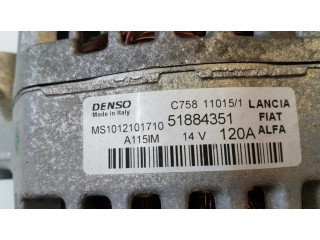 DENSO C758 11015/1 LANCIA
Made in Italy FIAT
MS1012101710 51884351 ALFA
A115IM 14 V 120A